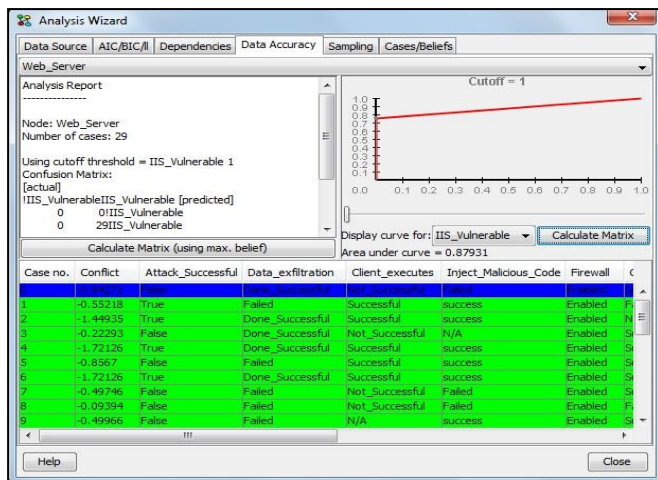 Analysis Wizard
Data Source AIC/BIC/ll Dependencies Data Accuracy Sampling Cases/Beliefs
Web_Server
Analysis Report
---------------
Node: Web_Server
Number of cases: 29
Using cutoff threshold = IIS_Vulnerable 1
Confusion Matrix:
[actual]
!IIS_VulnerableIIS_Vulnerable [predicted]
0 0!IIS_Vulnerable
0 29IIS_Vulnerable
Calculate Matrix (using max. belief)
Cutoff = 1
1.0
0.9
0.8
0.7
0.6
0.5
0.4
0.3
0.2
0.1
0.0 0.1 0.2 0.3 0.4 0.5 0.6 0.7 0.8 0.9 1.0
Display curve for: IIS_Vulnerable Calculate Matrix
Area under curve = 0.87931
Case no. Conflict Attack_Successful Data_exfiltration Client_executes Inject_Malicious_Code Firewall C
-0.94271 False Done_Successful Not_Successful Failed Enabled
1 -0.55218 True Failed Successful success Enabled F
2 -1.44935 True Done_Successful Successful success Enabled N
3 -0.22293 False Done_Successful Not_Successful N/A Enabled S
4 -1.72126 True Done_Successful Successful success Enabled S
5 -0.8567 False Failed Successful success Enabled S
6 -1.72126 True Done_Successful Successful success Enabled S
7 -0.49746 False Failed Not_Successful Failed Enabled S
8 -0.09394 False Failed Not_Successful Failed Enabled F
9 -0.49966 False Failed N/A success Enabled S
Help Close